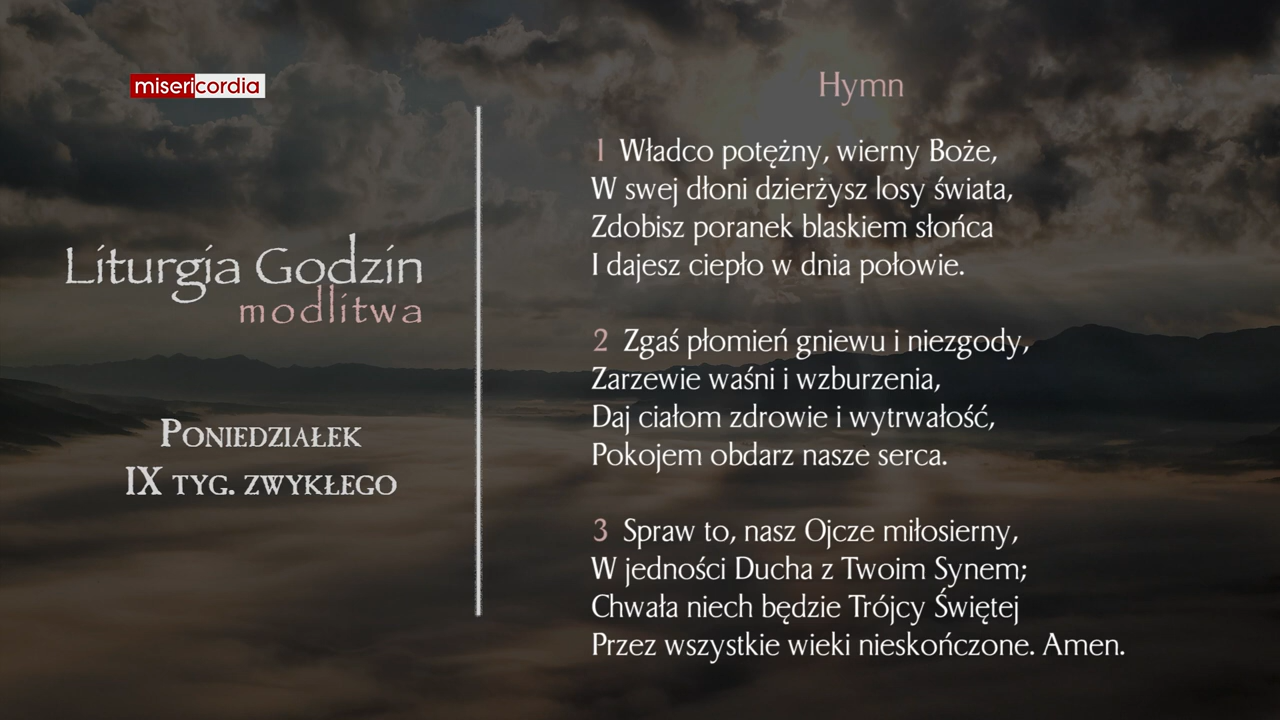 misericordia
Liturgia Godzin
modlitwa
Poniedziałek
IX tyg. zwykłego
Hymn
1 Władco potężny, wierny Boże,
W swej dłoni dzierżysz losy świata,
Zdobisz poranek blaskiem słońca
I dajesz ciepło w dnia połowie.
2 Zgaś płomień gniewu i niezgody,
Zarzewie waśni i wzburzenia,
Daj ciałom zdrowie i wytrwałość,
Pokojem obdarz nasze serca.
3 Spraw to, nasz Ojcze miłosierny,
W jedności Ducha z Twoim Synem;
Chwała niech będzie Trójcy Świętej
Przez wszystkie wieki nieskończone. Amen.